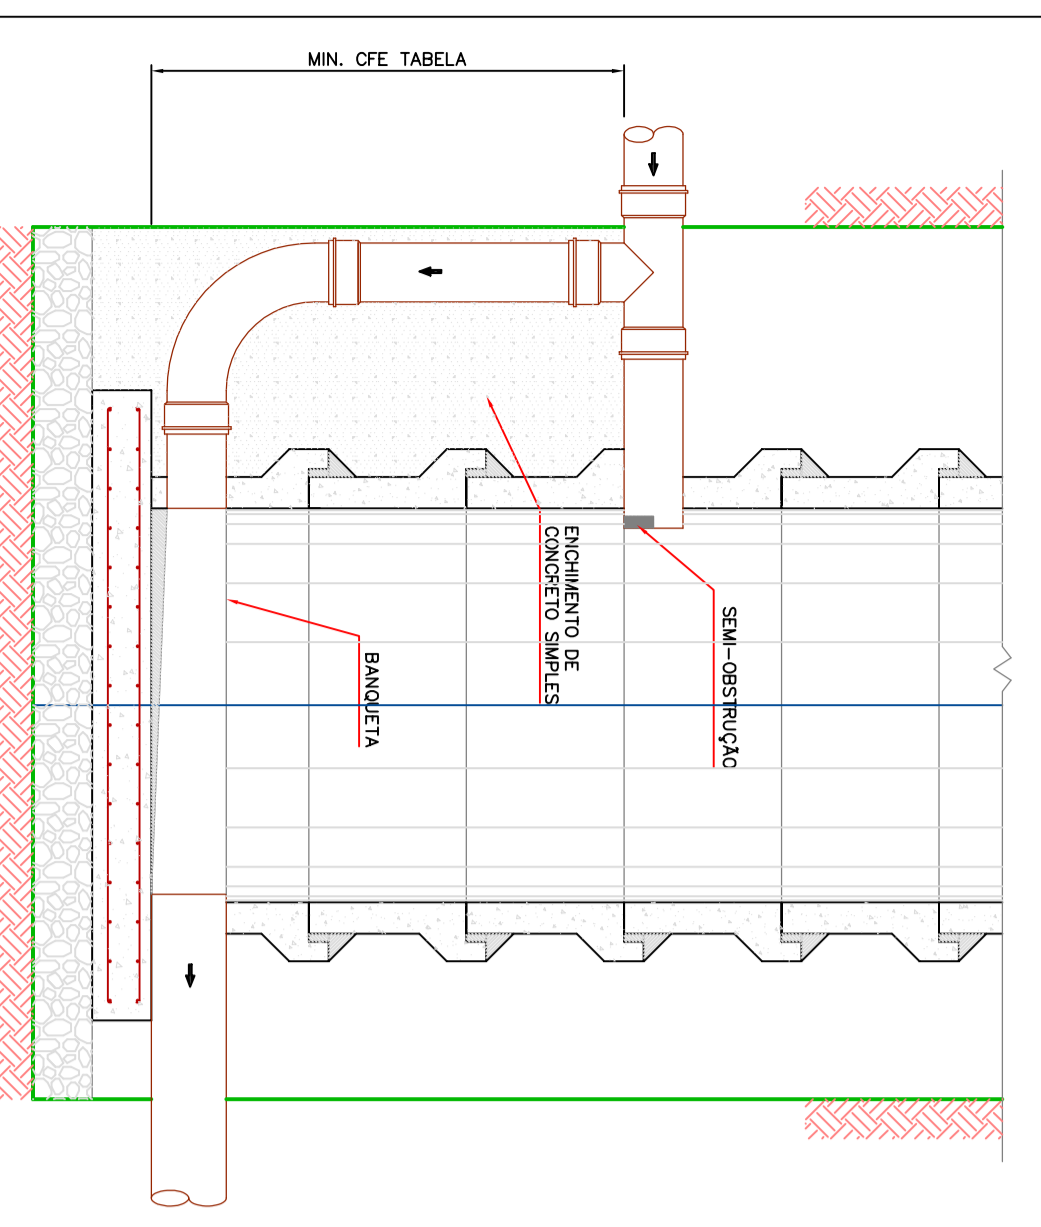 MIN. CFE TABELA
SEMI-OBSTRUÇÃO
ENCHIMENTO DE
CONCRETO SIMPLES
BANQUETA